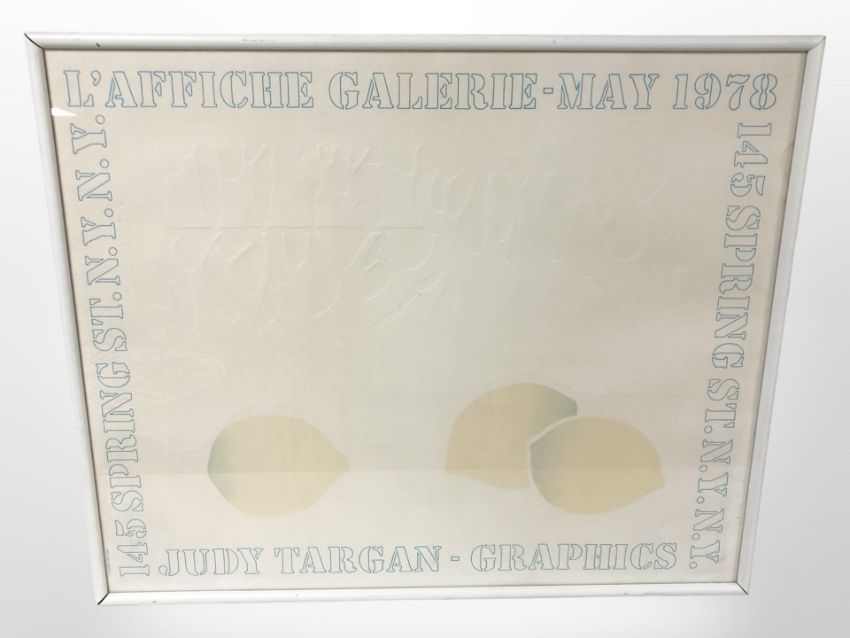 L'AFFICHE GALERIE-MAY 1978
145 SPRING ST. N.Y. N.Y.
145 SPRING ST. N.Y. N.Y.
JUDY TARGAN - GRAPHICS